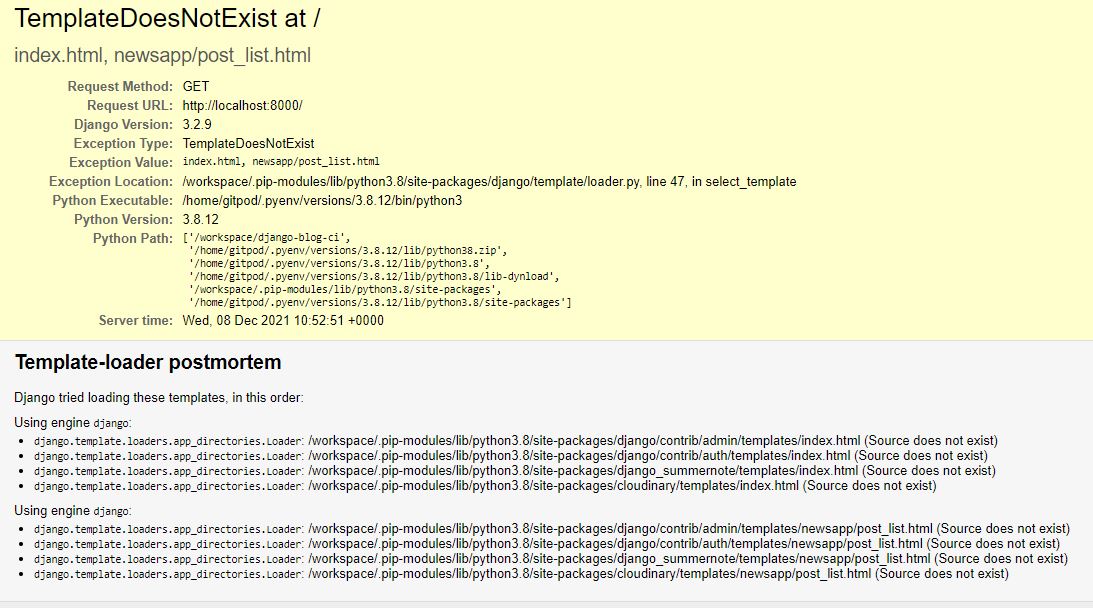 TemplateDoesNotExist at /
index.html, newsapp/post_list.html
Request Method: GET
Request URL: http://localhost:8000/
Django Version: 3.2.9
Exception Type: TemplateDoesNotExist
Exception Value: index.html, newsapp/post_list.html
Exception Location: /workspace/.pip-modules/lib/python3.8/site-packages/django/template/loader.py, line 47, in select_template
Python Executable: /home/gitpod/.pyenv/versions/3.8.12/bin/python3
Python Version: 3.8.12
Python Path: ['/workspace/django-blog-ci',
'/home/gitpod/.pyenv/versions/3.8.12/lib/python38.zip',
'/home/gitpod/.pyenv/versions/3.8.12/lib/python3.8',
'/home/gitpod/.pyenv/versions/3.8.12/lib/python3.8/lib-dynload',
'/workspace/.pip-modules/lib/python3.8/site-packages',
'/home/gitpod/.pyenv/versions/3.8.12/lib/python3.8/site-packages']
Server time: Wed, 08 Dec 2021 10:52:51 +0000
Template-loader postmortem
Django tried loading these templates, in this order:
Using engine django:
• django.template.loaders.app_directories.Loader: /workspace/.pip-modules/lib/python3.8/site-packages/django/contrib/admin/templates/index.html (Source does not exist)
• django.template.loaders.app_directories.Loader: /workspace/.pip-modules/lib/python3.8/site-packages/django/contrib/auth/templates/index.html (Source does not exist)
• django.template.loaders.app_directories.Loader: /workspace/.pip-modules/lib/python3.8/site-packages/django_summernote/templates/index.html (Source does not exist)
• django.template.loaders.app_directories.Loader: /workspace/.pip-modules/lib/python3.8/site-packages/cloudinary/templates/index.html (Source does not exist)
Using engine django:
• django.template.loaders.app_directories.Loader: /workspace/.pip-modules/lib/python3.8/site-packages/django/contrib/admin/templates/newsapp/post_list.html (Source does not exist)
• django.template.loaders.app_directories.Loader: /workspace/.pip-modules/lib/python3.8/site-packages/django/contrib/auth/templates/newsapp/post_list.html (Source does not exist)
• django.template.loaders.app_directories.Loader: /workspace/.pip-modules/lib/python3.8/site-packages/django_summernote/templates/newsapp/post_list.html (Source does not exist)
• django.template.loaders.app_directories.Loader: /workspace/.pip-modules/lib/python3.8/site-packages/cloudinary/templates/newsapp/post_list.html (Source does not exist)